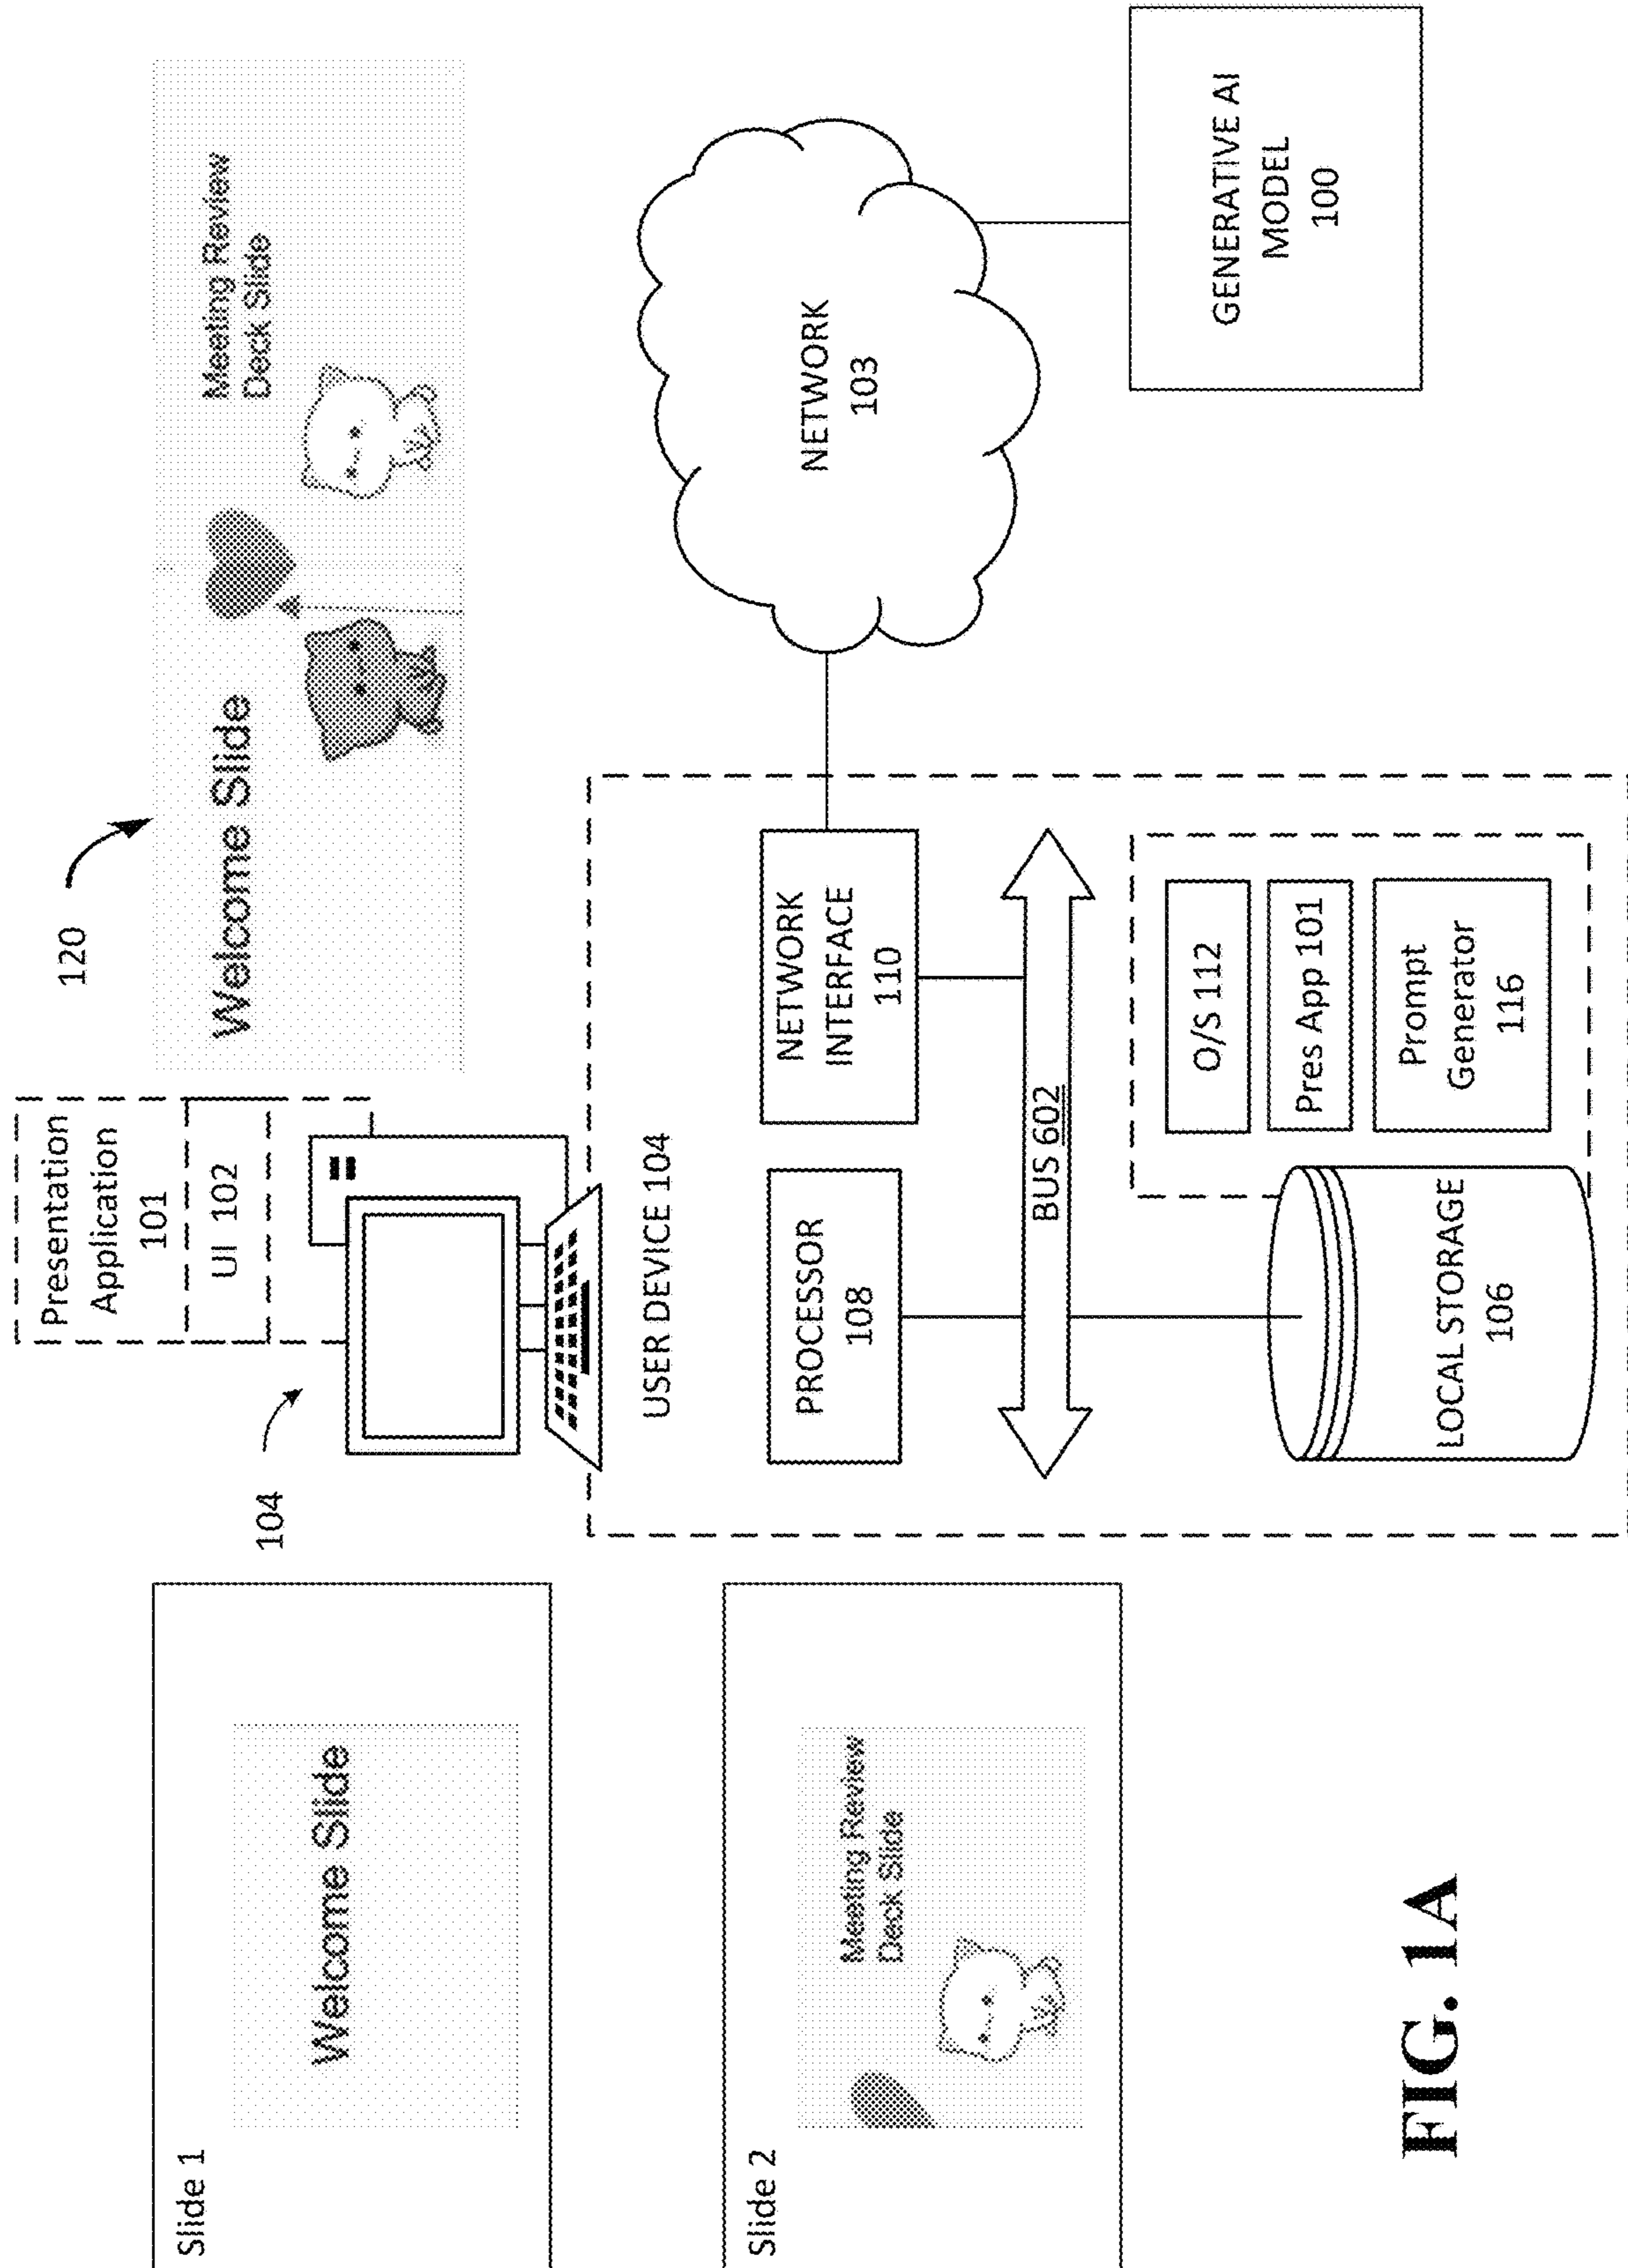 Slide 1
Welcome Slide
Slide 2
Meeting Review
Deck Slide
104
Presentation
Application
101
UI 102
120
Welcome Slide
Meeting Review
Deck Slide
USER DEVICE 104
PROCESSOR
108
NETWORK
INTERFACE
110
BUS 602
LOCAL STORAGE
106
O/S 112
Pres App 101
Prompt
Generator
116
NETWORK
103
GENERATIVE AI
MODEL
100
FIG. 1A